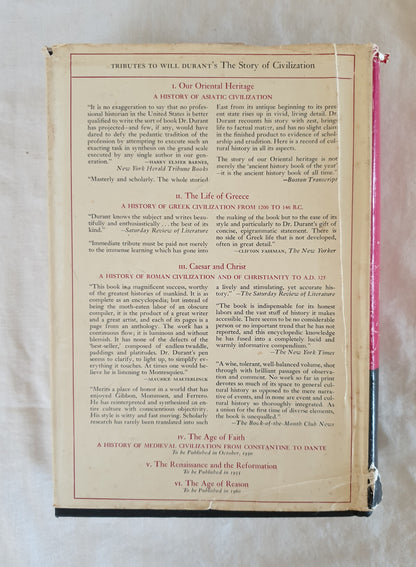 TRIBUTES TO WILL DURANT'S The Story of Civilization
I. Our Oriental Heritage
A HISTORY OF ASIATIC CIVILIZATION
"It is no exaggeration to say that no profes-
sional historian in the United States is better
qualified to write the sort of book Dr. Durant
has projected—and few, if any, would have
dared to defy the pedantic tradition of the
profession by attempting to execute such an
exacting task in synthesis on the grand scale
executed by any single author in our gen-
eration."—HARRY ELMER BARNES,
New York Herald Tribune Books
"Masterly and scholarly. The whole storied
East from its antique beginning to its pres-
ent state rises up in vivid, living detail. Dr.
Durant recounts his story with zest, brings
life to factual matter, and has no slight claim
in the finished product to evidence of schol-
arship and erudition. Here is a record of cul-
tural history in all its aspects.
The story of Our Oriental heritage is not
merely the 'ancient history book of the year'
—it is the ancient history book of all time."
—Boston Transcript
II. The Life of Greece
A HISTORY OF GREEK CIVILIZATION FROM 1200 TO 146 B.C.
"Durant knows the subject and writes beau-
tifully and enthusiastically . . . the best of its
kind." —Saturday Review of Literature
"Immediate tribute must be paid not merely
to the immense learning which has gone into
the making of the book but to the ease of its
style and particularly to Dr. Durant's gift of
concise, epigrammatic statement. There is
no side of Greek life that is not developed,
often in great detail."
—CLIFTON FADIMAN, The New Yorker
III. Caesar and Christ
A HISTORY OF ROMAN CIVILIZATION AND OF CHRISTIANITY TO A.D. 325
"This book is a magnificent success, worthy
of the greatest histories of mankind. It is as
complete as an encyclopedia; but instead of
being the moth-eaten labor of an obscure
compiler, it is the product of a great writer
and a great artist, and each of its pages is a
page from an anthology. The work has a
continuous flow; it is luminous and without
blemish. It has none of the defects of the
'best-seller,' composed of endless twaddle,
padding and platitudes. Dr. Durant's pen
seems to clarify, to light up, to simplify ev-
erything it touches. At times one would be-
lieve he is listening to Montesquieu."
—MAURICE MAETERLINCK
"Merits a place of honor in a world that has
enjoyed Gibbon, Mommsen, and Ferrero.
He has reinterpreted and synthesized an en-
tire culture with conscientious objectivity.
His style is witty and fast moving. Scholarly
research has rarely been translated into such
a lively and stimulating, yet accurate his-
tory." —The Saturday Review of Literature
"The book is indispensable for its honest
labors and the vast stuff of history it makes
accessible. There seems to be no considerable
person or no important trend that he has not
reported, and this encyclopedic knowledge
he has fused into a completely lucid and
warmly informative compendium."
—The New York Times
"A wise, tolerant, well-balanced volume, shot
through with brilliant passages of observa-
tion and comment. No work so far in print
devotes so much of its space to general cul-
tural history as opposed to the mere narra-
tive of events, and in none are event and cul-
tural history so thoroughly integrated. As
a union for the first time of diverse elements,
the book is unequalled."
—The Book-of-the-Month Club News
IV. The Age of Faith
A HISTORY OF MEDIEVAL CIVILIZATION FROM CONSTANTINE TO DANTE
To be Published in October, 1950
V. The Renaissance and the Reformation
To be Published in 1955
VI. The Age of Reason
To be Published in 1960